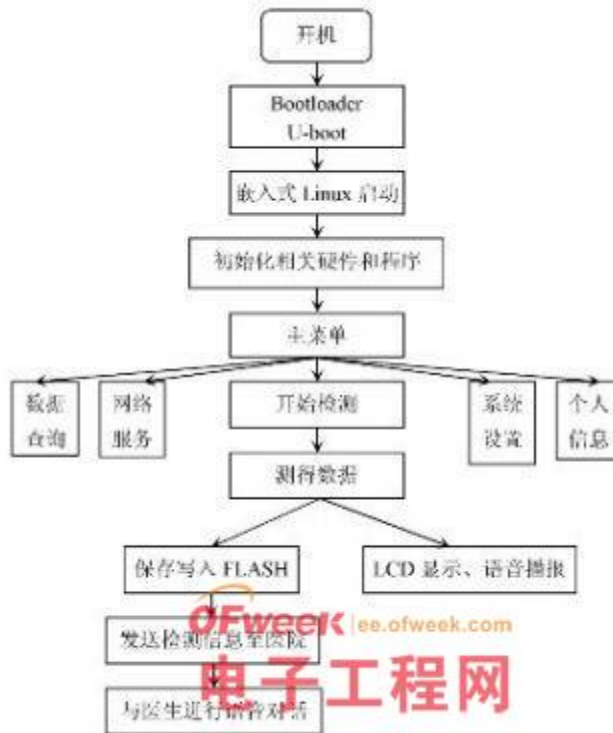 开机
Bootloader
U-boot
嵌入式 Linux 启动
初始化相关硬件和程序
主菜单
数据
查询
网络
服务
开始检测
系统
设置
个人
信息
测得数据
保存写入 FLASH
LCD 显示、语音播报
OFweek ee.ofweek.com
发送检测信息至医院
电子工程网
与医生进行语音对话